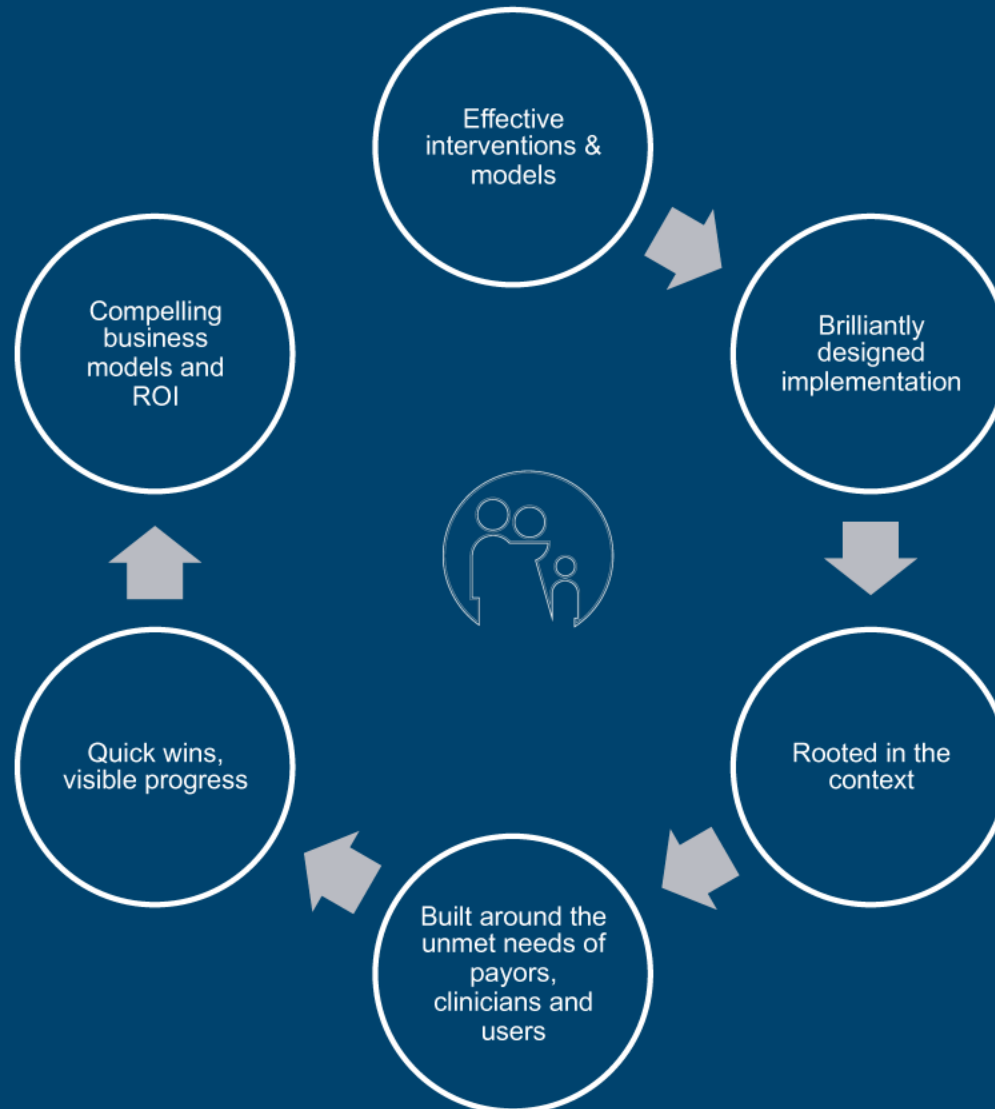 Effective
interventions &
models
Brilliantly
designed
implementation
Rooted in the
context
Built around the
unmet needs of
payors,
clinicians and
users
Quick wins,
visible progress
Compelling
business
models and
ROI